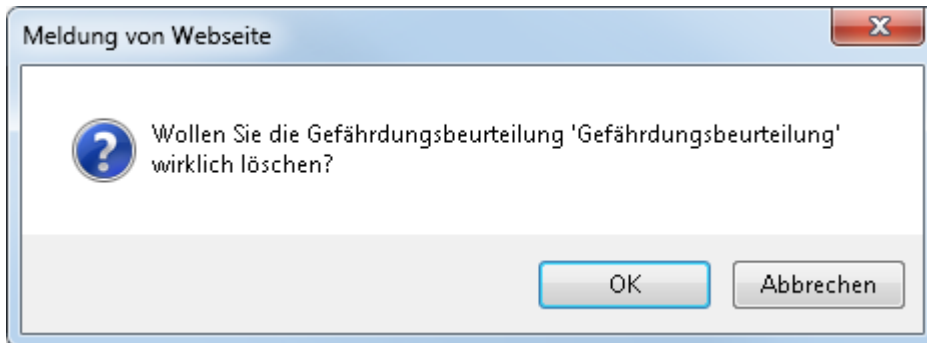 Meldung von Webseite
Wollen Sie die Gefährdungsbeurteilung 'Gefährdungsbeurteilung'
wirklich löschen?
OK
Abbrechen